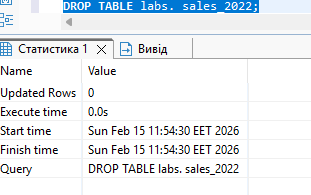 DROP TABLE labs. sales_2022;
Статистика 1 Вивід
Name Value
Updated Rows 0
Execute time 0.0s
Start time Sun Feb 15 11:54:30 EET 2026
Finish time Sun Feb 15 11:54:30 EET 2026
Query DROP TABLE labs. sales_2022